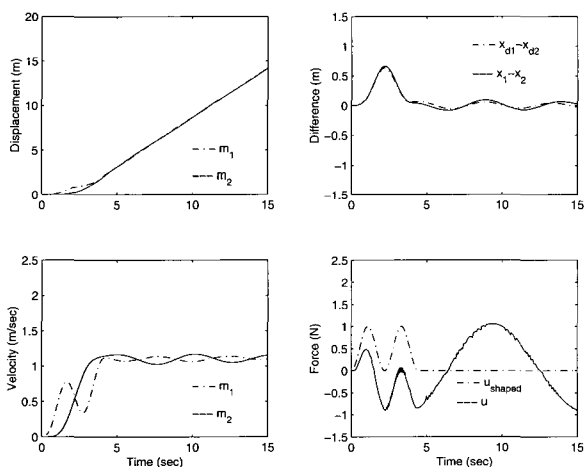 Displacement (m)
20
15
10
5
0
0 5 10 15
m1
m2
Difference (m)
1.5
1
0.5
0
−0.5
−1
−1.5
0 5 10 15
xd1−xd2
x1−x2
Velocity (m/sec)
2.5
2
1.5
1
0.5
0
0 5 10 15
Time (sec)
m1
m2
Force (N)
2.5
2
1.5
1
0.5
0
−0.5
−1
−1.5
0 5 10 15
Time (sec)
ushaped
u